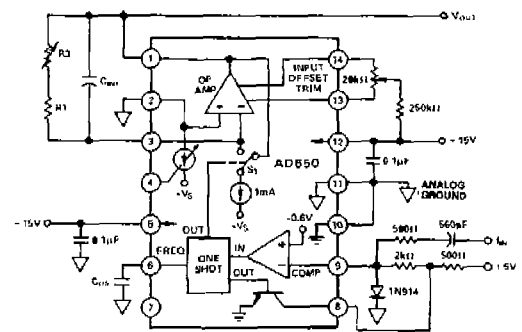 VOUT
R3
CINT
R1
1
OP
AMP
INPUT
OFFSET
TRIM
14
20kΩ
2
13
250kΩ
3
12
+15V
S1
AD650
0.1µF
4
1mA
11
ANALOG
GROUND
-VS
-VS
-0.6V
-15V
5
OUT
10
0.1µF
FREQ
IN
500Ω
560pF
fIN
6
ONE
SHOT
COMP
9
2kΩ
500Ω
+5V
COS
OUT
1N914
7
8